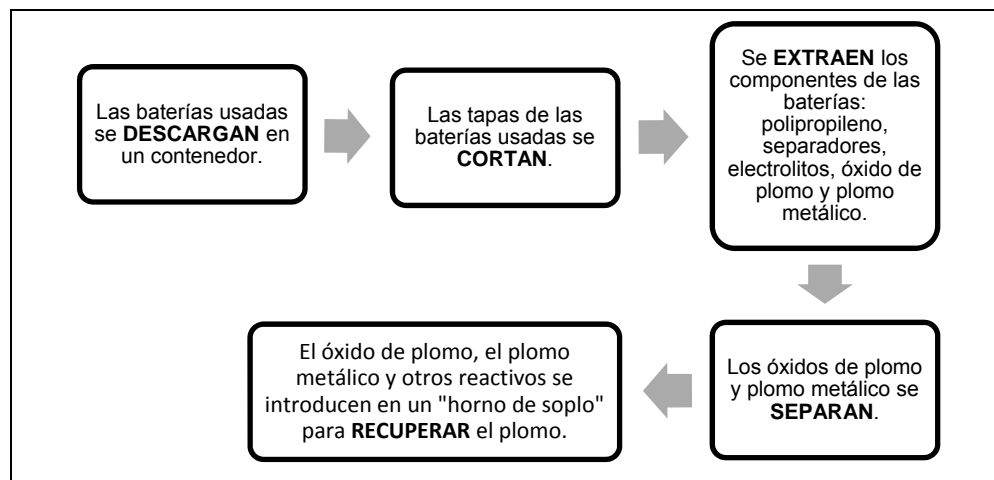 Las baterías usadas
se DESCARGAN en
un contenedor.
Las tapas de las
baterías usadas se
CORTAN.
Se EXTRAEN los
componentes de las
baterías:
polipropileno,
separadores,
electrolitos, óxido de
plomo y plomo
metálico.
Los óxidos de plomo
y plomo metálico se
SEPARAN.
El óxido de plomo, el plomo
metálico y otros reactivos se
introducen en un "horno de soplo"
para RECUPERAR el plomo.